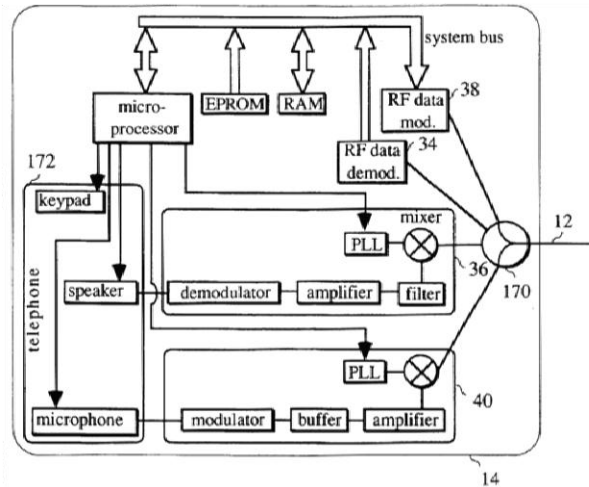 system bus
micro-
processor
EPROM
RAM
RF data
mod.
38
RF data
demod.
34
172
keypad
mixer
PLL
12
36
170
speaker
demodulator
amplifier
filter
telephone
PLL
40
microphone
modulator
buffer
amplifier
14